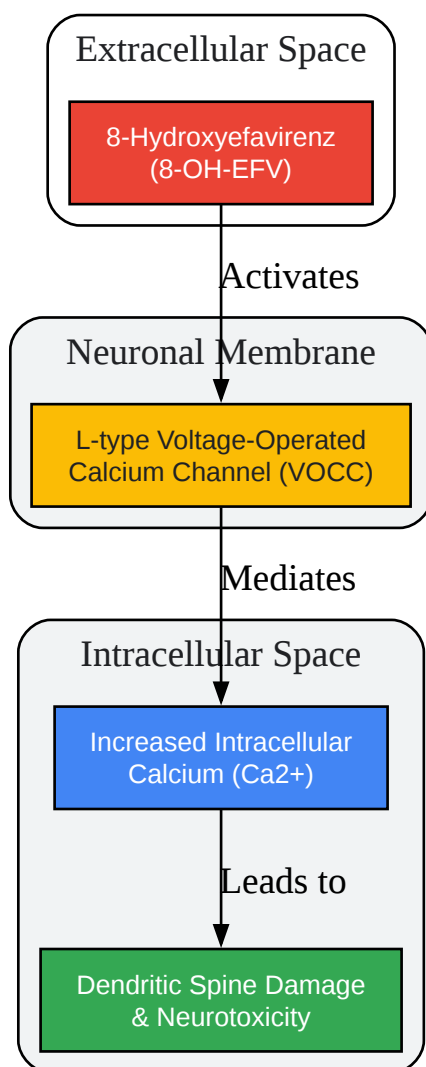 Extracellular Space
8-Hydroxyefavirenz
(8-OH-EFV)
Activates
Neuronal Membrane
L-type Voltage-Operated
Calcium Channel (VOCC)
Mediates
Intracellular Space
Increased Intracellular
Calcium (Ca2+)
Leads to
Dendritic Spine Damage
& Neurotoxicity